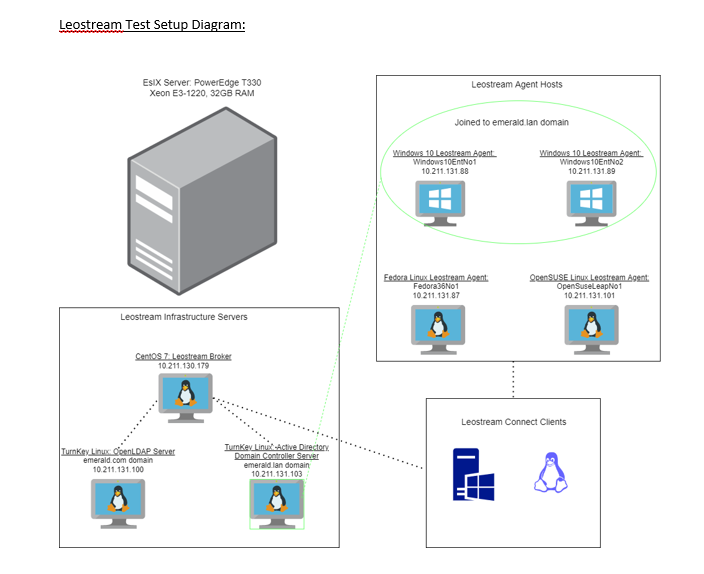 Leostream Test Setup Diagram:
EsIX Server: PowerEdge T330
Xeon E3-1220, 32GB RAM
Leostream Agent Hosts
Joined to emerald.lan domain
Windows 10 Leostream Agent:
Windows10EntNo1
10.211.131.88
Windows 10 Leostream Agent:
Windows10EntNo2
10.211.131.89
Fedora Linux Leostream Agent:
Fedora36No1
10.211.131.87
OpenSUSE Linux Leostream Agent:
OpenSuseLeapNo1
10.211.131.101
Leostream Infrastructure Servers
CentOS 7: Leostream Broker
10.211.130.179
TurnKey Linux: OpenLDAP Server
emerald.com domain
10.211.131.100
TurnKey Linux:-Active Directory
Domain Controller Server
emerald.lan domain
10.211.131.103
Leostream Connect Clients